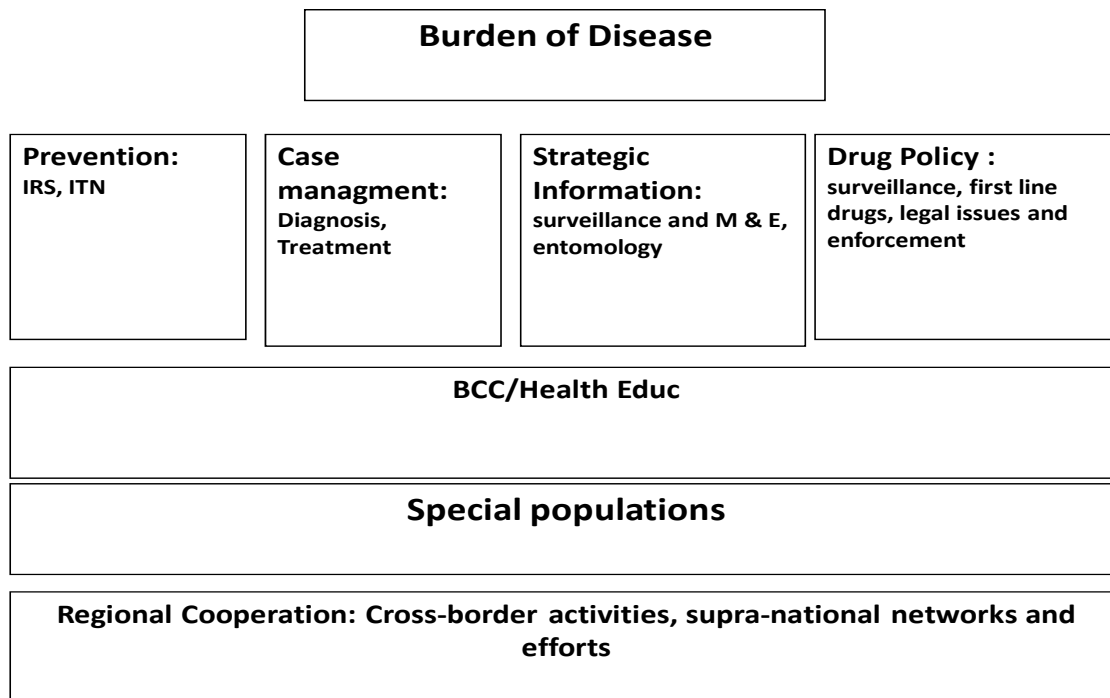 Burden of Disease
Prevention:
IRS, ITN
Case
managment:
Diagnosis,
Treatment
Strategic
Information:
surveillance and M & E,
entomology
Drug Policy :
surveillance, first line
drugs, legal issues and
enforcement
BCC/Health Educ
Special populations
Regional Cooperation: Cross-border activities, supra-national networks and
efforts